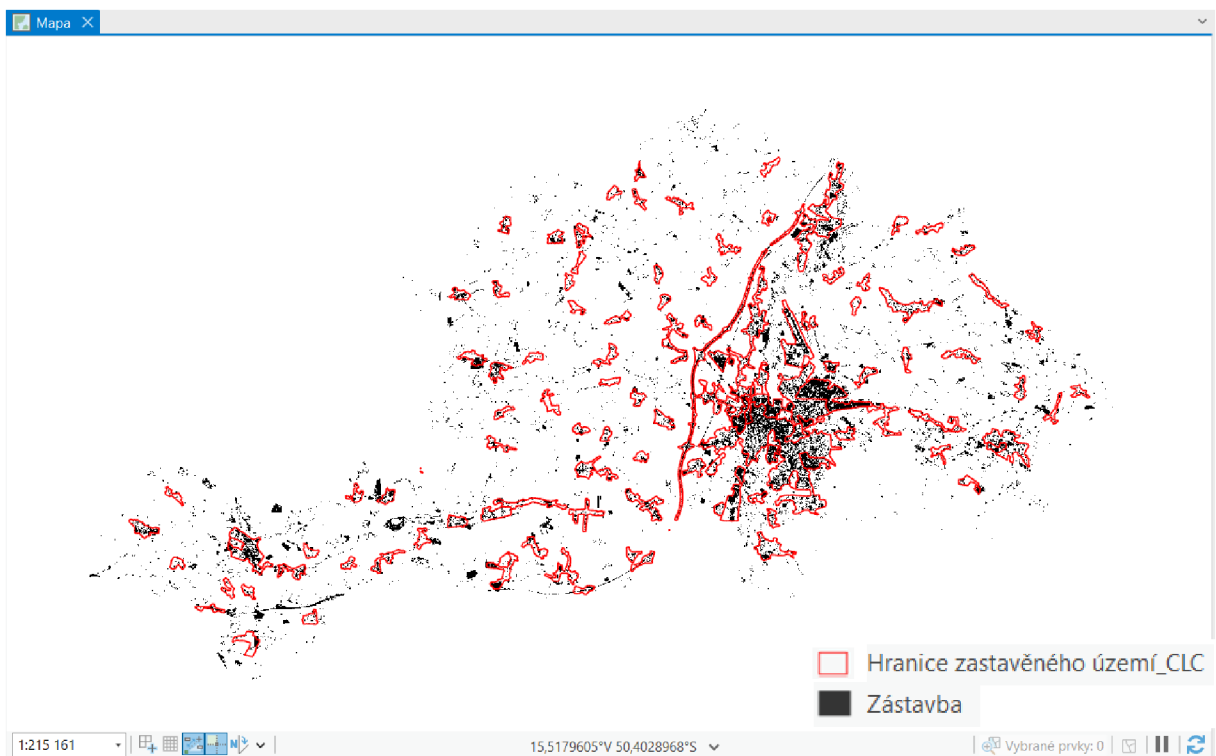 Mapa
Hranice zastavěného území_CLC
Zástavba
1:215 161
N
15,5179605°V 50,4028968°S
Vybrané prvky: 0